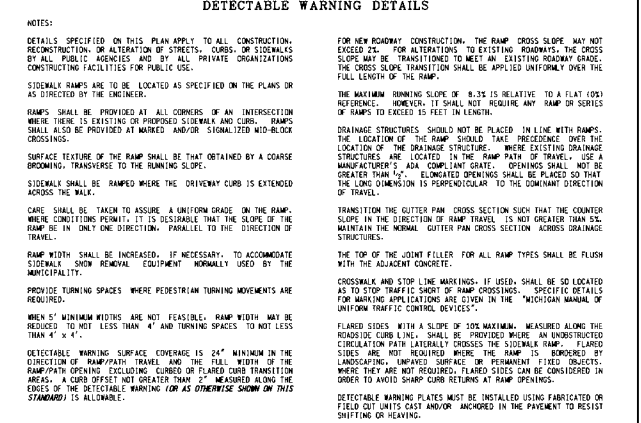 DETECTABLE WARNING DETAILS
NOTES:
DETAILS SPECIFIED ON THIS PLAN APPLY TO ALL CONSTRUCTION,
RECONSTRUCTION, OR ALTERATION OF STREETS, CURBS, OR SIDEWALKS
BY ALL PUBLIC AGENCIES AND BY ALL PRIVATE ORGANIZATIONS
CONSTRUCTING FACILITIES FOR PUBLIC USE.
SIDEWALK RAMPS ARE TO BE LOCATED AS SPECIFIED ON THE PLANS OR
AS DIRECTED BY THE ENGINEER.
RAMPS SHALL BE PROVIDED AT ALL CORNERS OF AN INTERSECTION
WHERE THERE IS EXISTING OR PROPOSED SIDEWALK AND CURB. RAMPS
SHALL ALSO BE PROVIDED AT MARKED AND/OR SIGNALIZED MID-BLOCK
CROSSINGS.
SURFACE TEXTURE OF THE RAMP SHALL BE THAT OBTAINED BY A COARSE
BROOMING, TRANSVERSE TO THE RUNNING SLOPE.
SIDEWALK SHALL BE RAMPED WHERE THE DRIVEWAY CURB IS EXTENDED
ACROSS THE WALK.
CARE SHALL BE TAKEN TO ASSURE A UNIFORM GRADE ON THE RAMP.
WHERE CONDITIONS PERMIT, IT IS DESIRABLE THAT THE SLOPE OF THE
RAMP BE IN ONLY ONE DIRECTION, PARALLEL TO THE DIRECTION OF
TRAVEL.
RAMP WIDTH SHALL BE INCREASED, IF NECESSARY, TO ACCOMMODATE
SIDEWALK SNOW REMOVAL EQUIPMENT NORMALLY USED BY THE
MUNICIPALITY.
PROVIDE TURNING SPACES WHERE PEDESTRIAN TURNING MOVEMENTS ARE
REQUIRED.
WHEN 5' MINIMUM WIDTHS ARE NOT FEASIBLE, RAMP WIDTH MAY BE
REDUCED TO NOT LESS THAN 4' AND TURNING SPACES TO NOT LESS
THAN 4' x 4'.
DETECTABLE WARNING SURFACE COVERAGE IS 24" MINIMUM IN THE
DIRECTION OF RAMP/PATH TRAVEL AND THE FULL WIDTH OF THE
RAMP/PATH OPENING EXCLUDING CURBED OR FLARED CURB TRANSITION
AREAS. A CURB OFFSET NOT GREATER THAN 2" MEASURED ALONG THE
EDGES OF THE DETECTABLE WARNING (OR AS OTHERWISE SHOWN ON THIS
STANDARD) IS ALLOWABLE.
FOR NEW ROADWAY CONSTRUCTION, THE RAMP CROSS SLOPE MAY NOT
EXCEED 2%. FOR ALTERATIONS TO EXISTING ROADWAYS, THE CROSS
SLOPE MAY BE TRANSITIONED TO MEET AN EXISTING ROADWAY GRADE.
THE CROSS SLOPE TRANSITION SHALL BE APPLIED UNIFORMLY OVER THE
FULL LENGTH OF THE RAMP.
THE MAXIMUM RUNNING SLOPE OF 8.3% IS RELATIVE TO A FLAT (0%)
REFERENCE. HOWEVER, IT SHALL NOT REQUIRE ANY RAMP OR SERIES
OF RAMPS TO EXCEED 15 FEET IN LENGTH.
DRAINAGE STRUCTURES SHOULD NOT BE PLACED IN LINE WITH RAMPS.
THE LOCATION OF THE RAMP SHOULD TAKE PRECEDENCE OVER THE
LOCATION OF THE DRAINAGE STRUCTURE. WHERE EXISTING DRAINAGE
STRUCTURES ARE LOCATED IN THE RAMP PATH OF TRAVEL, USE A
MANUFACTURER'S ADA COMPLIANT GRATE. OPENINGS SHALL NOT BE
GREATER THAN 1/2". ELONGATED OPENINGS SHALL BE PLACED SO THAT
THE LONG DIMENSION IS PERPENDICULAR TO THE DOMINANT DIRECTION
OF TRAVEL.
TRANSITION THE GUTTER PAN CROSS SECTION SUCH THAT THE COUNTER
SLOPE IN THE DIRECTION OF RAMP TRAVEL IS NOT GREATER THAN 5%.
MAINTAIN THE NORMAL GUTTER PAN CROSS SECTION ACROSS DRAINAGE
STRUCTURES.
THE TOP OF THE JOINT FILLER FOR ALL RAMP TYPES SHALL BE FLUSH
WITH THE ADJACENT CONCRETE.
CROSSWALK AND STOP LINE MARKINGS, IF USED, SHALL BE SO LOCATED
AS TO STOP TRAFFIC SHORT OF RAMP CROSSINGS. SPECIFIC DETAILS
FOR MARKING APPLICATIONS ARE GIVEN IN THE "MICHIGAN MANUAL OF
UNIFORM TRAFFIC CONTROL DEVICES".
FLARED SIDES WITH A SLOPE OF 10% MAXIMUM, MEASURED ALONG THE
ROADSIDE CURB LINE, SHALL BE PROVIDED WHERE AN UNOBSTRUCTED
CIRCULATION PATH LATERALLY CROSSES THE SIDEWALK RAMP. FLARED
SIDES ARE NOT REQUIRED WHERE THE RAMP IS BORDERED BY
LANDSCAPING, UNPAVED SURFACE OR PERMANENT FIXED OBJECTS.
WHERE THEY ARE NOT REQUIRED, FLARED SIDES CAN BE CONSIDERED IN
ORDER TO AVOID SHARP CURB RETURNS AT RAMP OPENINGS.
DETECTABLE WARNING PLATES MUST BE INSTALLED USING FABRICATED OR
FIELD CUT UNITS CAST AND/OR ANCHORED IN THE PAVEMENT TO RESIST
SHIFTING OR HEAVING.